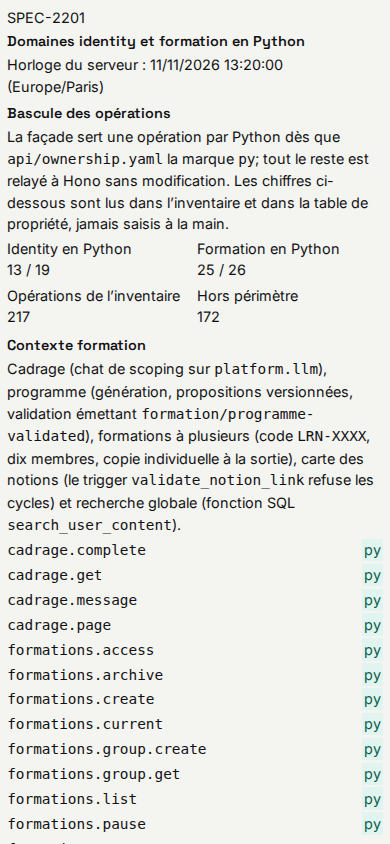 SPEC-2201
Domaines identity et formation en Python
Horloge du serveur : 11/11/2026 13:20:00
(Europe/Paris)
Bascule des opérations
La façade sert une opération par Python dès que
api/ownership.yaml la marque py; tout le reste est
relayé à Hono sans modification. Les chiffres ci-
dessous sont lus dans l'inventaire et dans la table de
propriété, jamais saisis à la main.
Identity en Python Formation en Python
13 / 19 25 / 26
Opérations de l'inventaire Hors périmètre
217 172
Contexte formation
Cadrage (chat de scoping sur platform.llm),
programme (génération, propositions versionnées,
validation émettant formation/programme-
validated), formations à plusieurs (code LRN-XXXX,
dix membres, copie individuelle à la sortie), carte des
notions (le trigger validate_notion_link refuse les
cycles) et recherche globale (fonction SQL
search_user_content).
cadrage.complete py
cadrage.get py
cadrage.message py
cadrage.page py
formations.access py
formations.archive py
formations.create py
formations.current py
formations.group.create py
formations.group.get py
formations.list py
formations.pause py